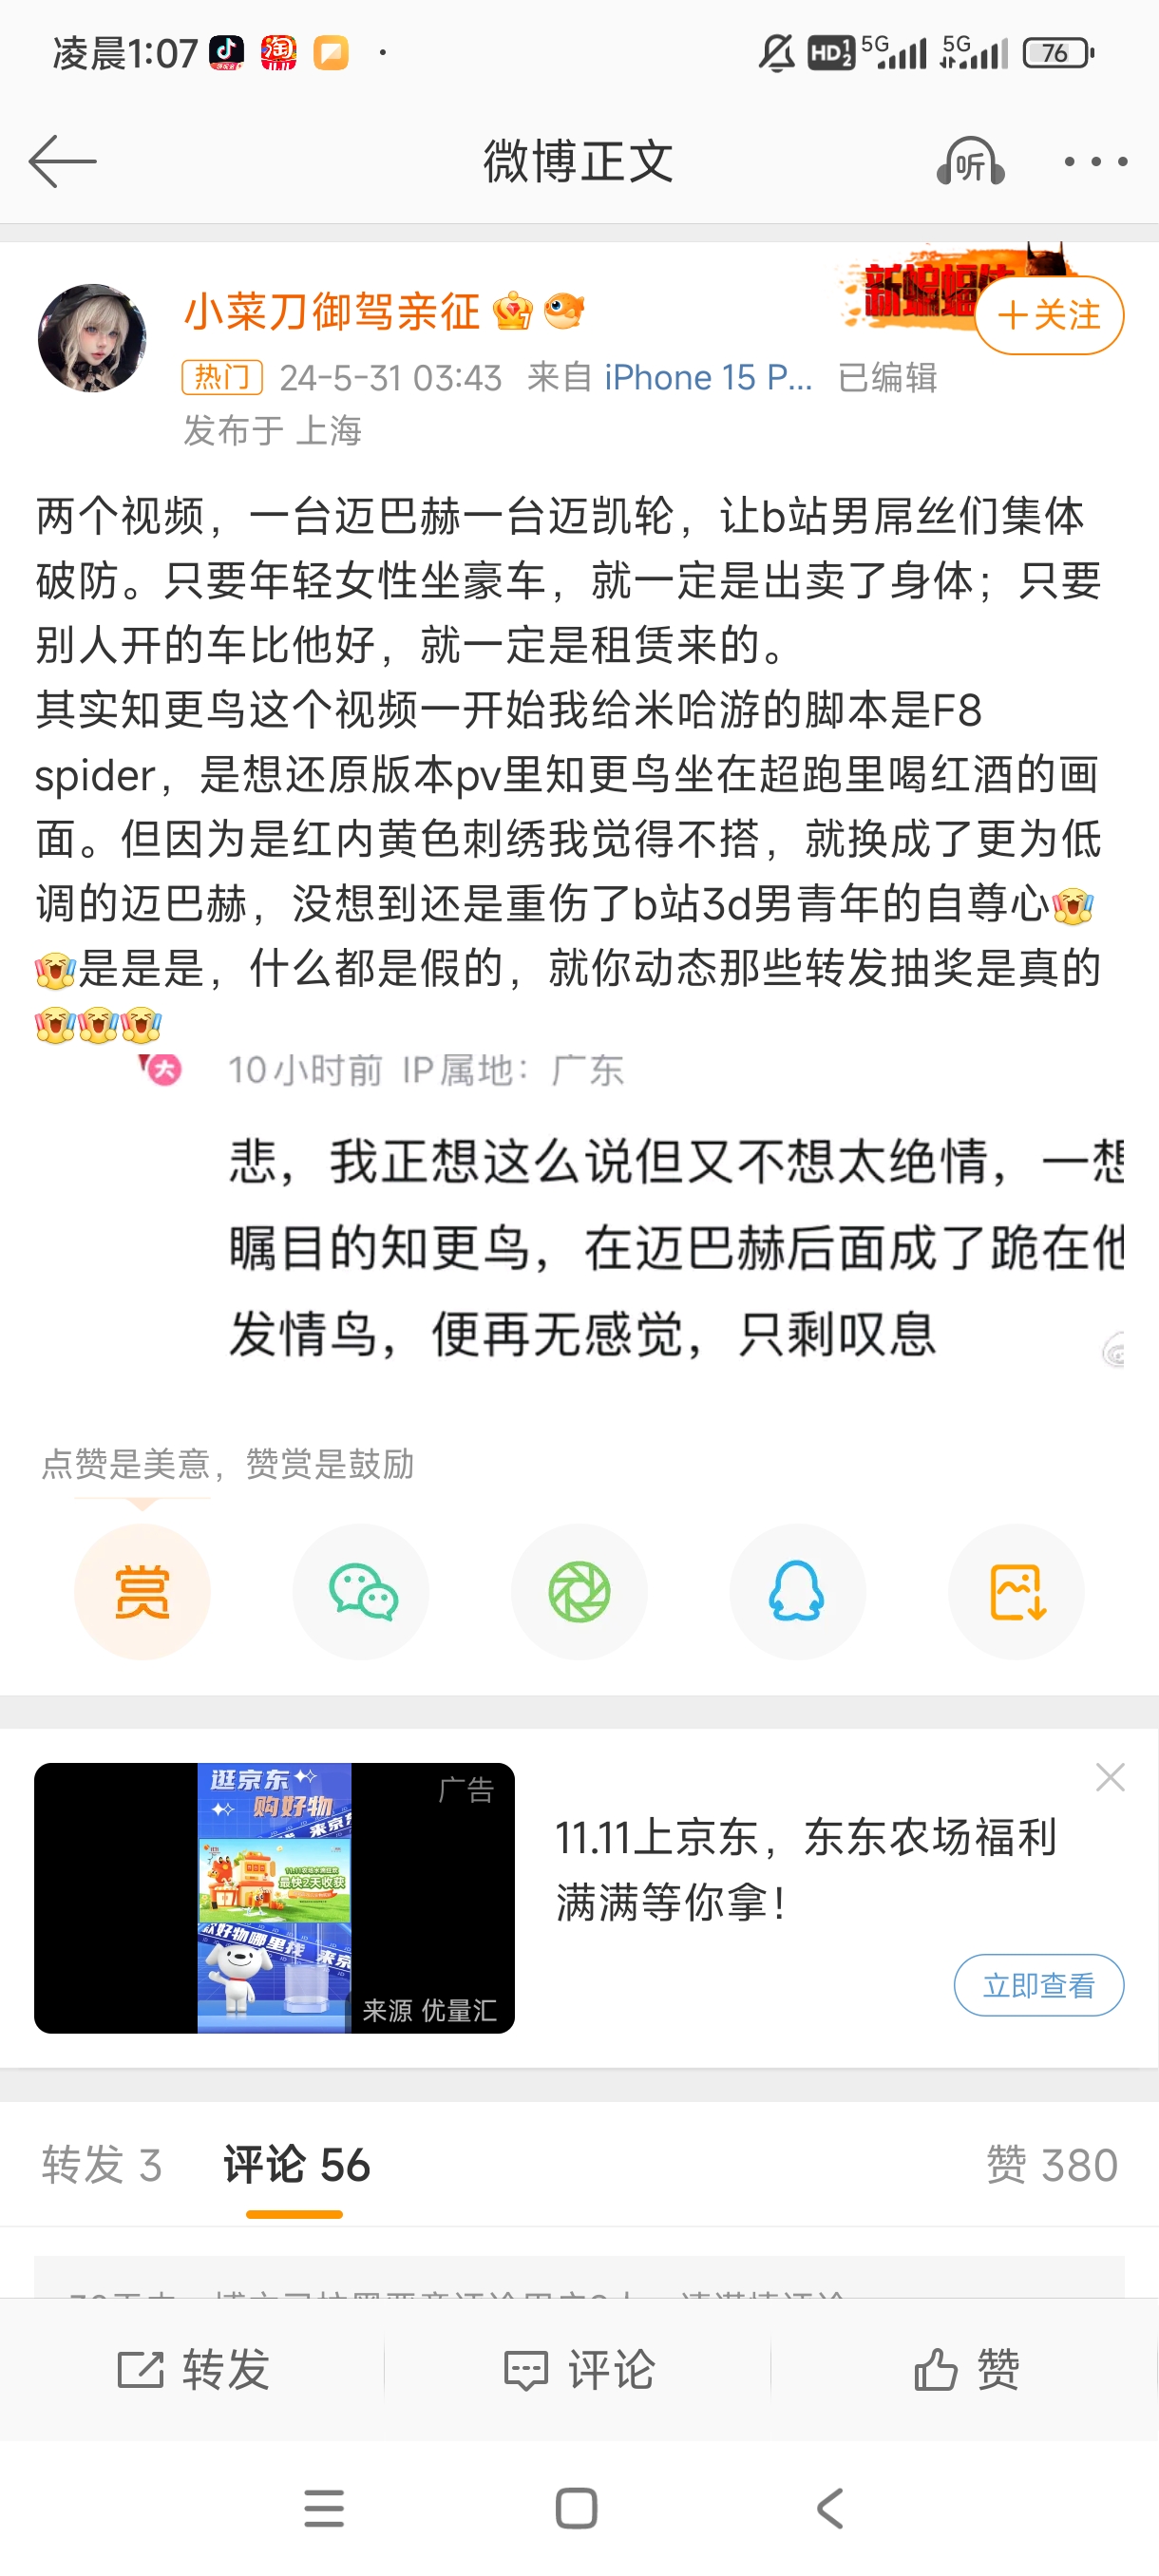 凌晨1:07
HD 1 2 5G 5G 76
微博正文
听
小菜刀御驾亲征
新蝙蝠侠
+关注
热门 24-5-31 03:43 来自 iPhone 15 P... 已编辑
发布于 上海
两个视频，一台迈巴赫一台迈凯轮，让b站男屌丝们集体
破防。只要年轻女性坐豪车，就一定是出卖了身体；只要
别人开的车比他好，就一定是租赁来的。
其实知更鸟这个视频一开始我给米哈游的脚本是F8
spider，是想还原版本pv里知更鸟坐在超跑里喝红酒的画
面。但因为是红内黄色刺绣我觉得不搭，就换成了更为低
调的迈巴赫，没想到还是重伤了b站3d男青年的自尊心
是是是，什么都是假的，就你动态那些转发抽奖是真的
大 10小时前 IP属地：广东
悲，我正想这么说但又不想太绝情，一想
瞩目的知更鸟，在迈巴赫后面成了跪在他
发情鸟，便再无感觉，只剩叹息
点赞是美意，赞赏是鼓励
赏
逛京东
购好物
广告
来京东
最快2天收获
好物哪里找 来京
来源 优量汇
11.11上京东，东东农场福利
满满等你拿！
立即查看
转发 3 评论 56 赞 380
转发 评论 赞